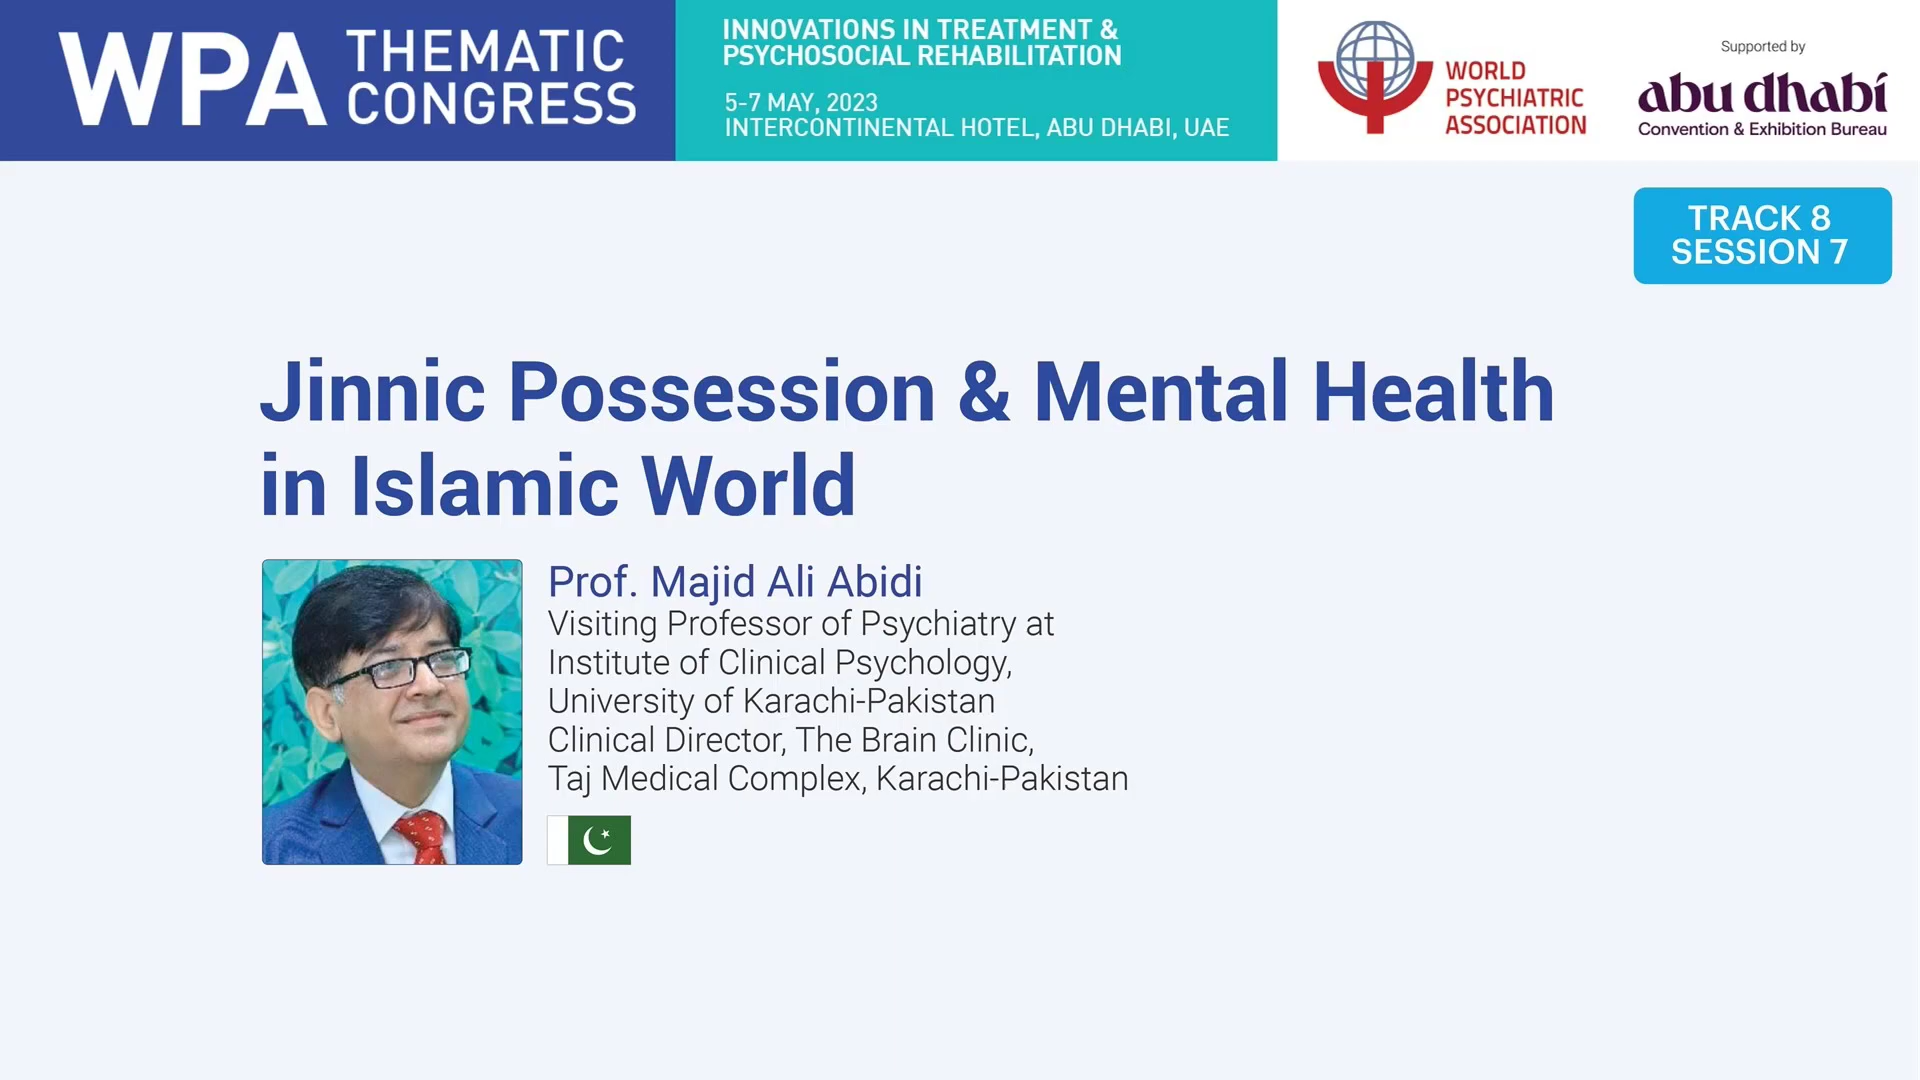 WPA THEMATIC CONGRESS
INNOVATIONS IN TREATMENT &
PSYCHOSOCIAL REHABILITATION
5-7 MAY, 2023
INTERCONTINENTAL HOTEL, ABU DHABI, UAE
WORLD
PSYCHIATRIC
ASSOCIATION
Supported by
abu dhabi
Convention & Exhibition Bureau
TRACK 8
SESSION 7
Jinnic Possession & Mental Health
in Islamic World
Prof. Majid Ali Abidi
Visiting Professor of Psychiatry at
Institute of Clinical Psychology,
University of Karachi-Pakistan
Clinical Director, The Brain Clinic,
Taj Medical Complex, Karachi-Pakistan